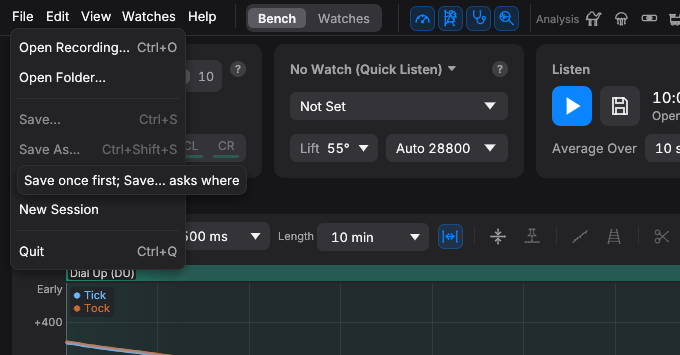 File Edit View Watches Help Bench Watches Analysis
Open Recording... Ctrl+O
Open Folder...
Save... Ctrl+S
Save As... Ctrl+Shift+S
Save once first; Save... asks where
New Session
Quit Ctrl+Q
10 ?
CL CR
No Watch (Quick Listen) ?
Not Set
Lift 55° Auto 28800
Listen
10:0
Open
Average Over 10 s
500 ms Length 10 min
Dial Up (DU)
Early
Tick
Tock
+400